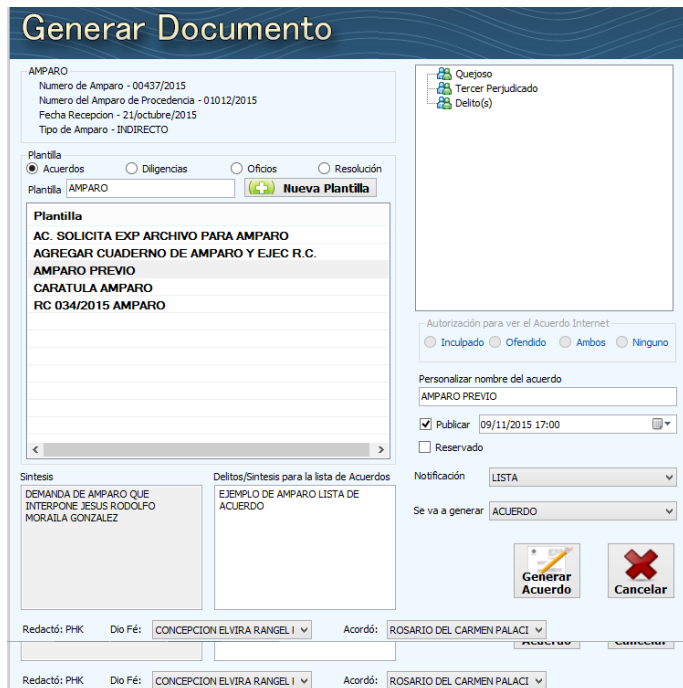 Generar Documento
AMPARO
Numero de Amparo - 00437/2015
Numero del Amparo de Procedencia - 01012/2015
Fecha Recepcion - 21/octubre/2015
Tipo de Amparo - INDIRECTO
Quejoso
Tercer Perjudicado
Delito(s)
Plantilla
Acuerdos Diligencias Oficios Resolución
Plantilla AMPARO Nueva Plantilla
Plantilla
AC. SOLICITA EXP ARCHIVO PARA AMPARO
AGREGAR CUADERNO DE AMPARO Y EJEC R.C.
AMPARO PREVIO
CARATULA AMPARO
RC 034/2015 AMPARO
Autorización para ver el Acuerdo Internet
Inculpado Ofendido Ambos Ninguno
Personalizar nombre del acuerdo
AMPARO PREVIO
Publicar 09/11/2015 17:00
Reservado
Notificación LISTA
Se va a generar ACUERDO
Sintesis
DEMANDA DE AMPARO QUE
INTERPONE JESUS RODOLFO
MORAILA GONZALEZ
Delitos/Sintesis para la lista de Acuerdos
EJEMPLO DE AMPARO LISTA DE
ACUERDO
Generar
Acuerdo
Cancelar
Redactó: PHK Dio Fé: CONCEPCION ELVIRA RANGEL Acordó: ROSARIO DEL CARMEN PALACI
Acuerdo Cancelar
Redactó: PHK Dio Fé: CONCEPCION ELVIRA RANGEL Acordó: ROSARIO DEL CARMEN PALACI